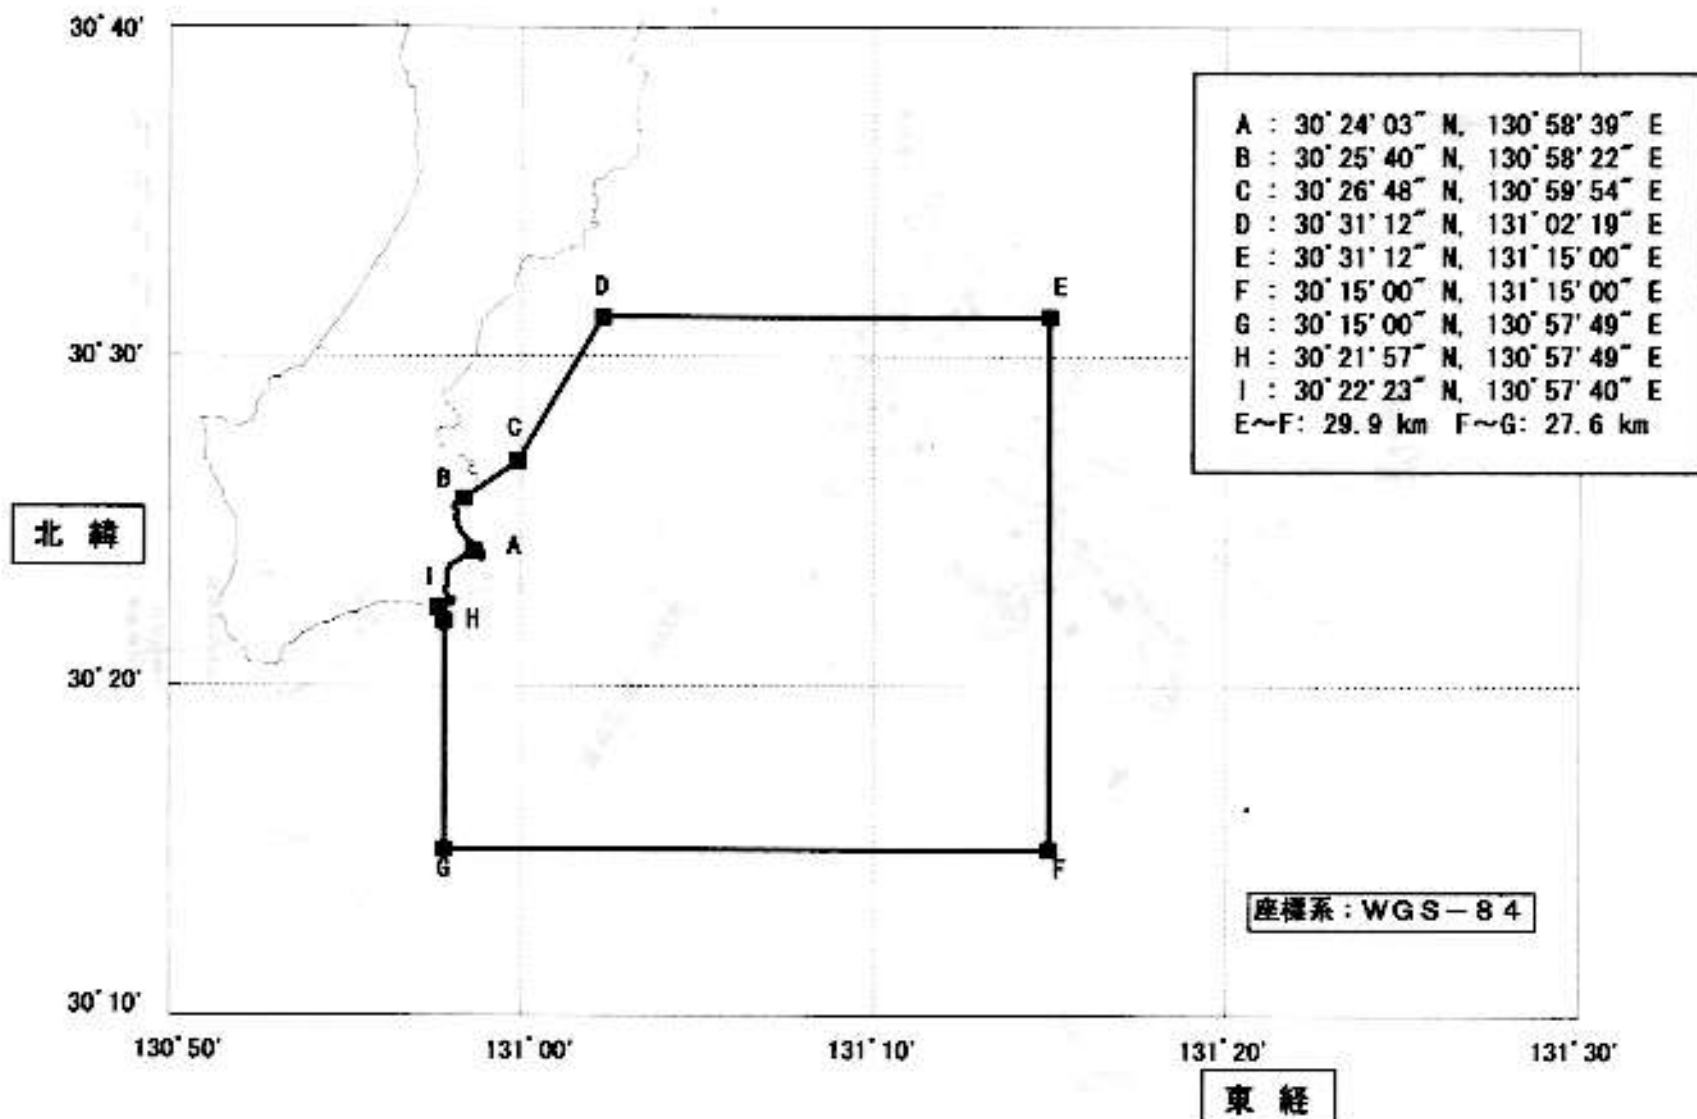 30°40'
A : 30°24'03" N, 130°58'39" E
B : 30°25'40" N, 130°58'22" E
C : 30°26'48" N, 130°59'54" E
D : 30°31'12" N, 131°02'19" E
E : 30°31'12" N, 131°15'00" E
F : 30°15'00" N, 131°15'00" E
G : 30°15'00" N, 130°57'49" E
H : 30°21'57" N, 130°57'49" E
I : 30°22'23" N, 130°57'40" E
E~F: 29.9 km F~G: 27.6 km
D
E
30°30'
C
B
北 緯
A
I
H
30°20'
G
F
座標系：WGS－84
30°10'
130°50'
131°00'
131°10'
131°20'
131°30'
東 経